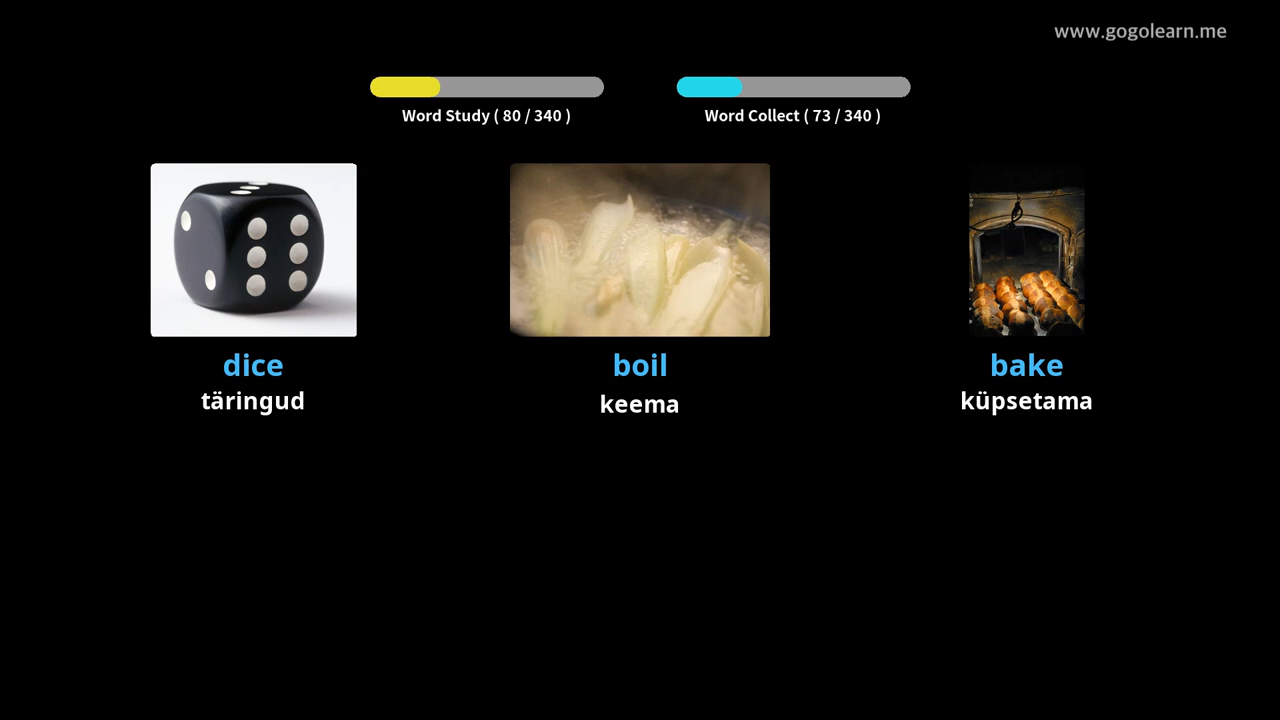 www.gogolearn.me
Word Study ( 80 / 340 )
Word Collect ( 73 / 340 )
dice
täringud
boil
keema
bake
küpsetama